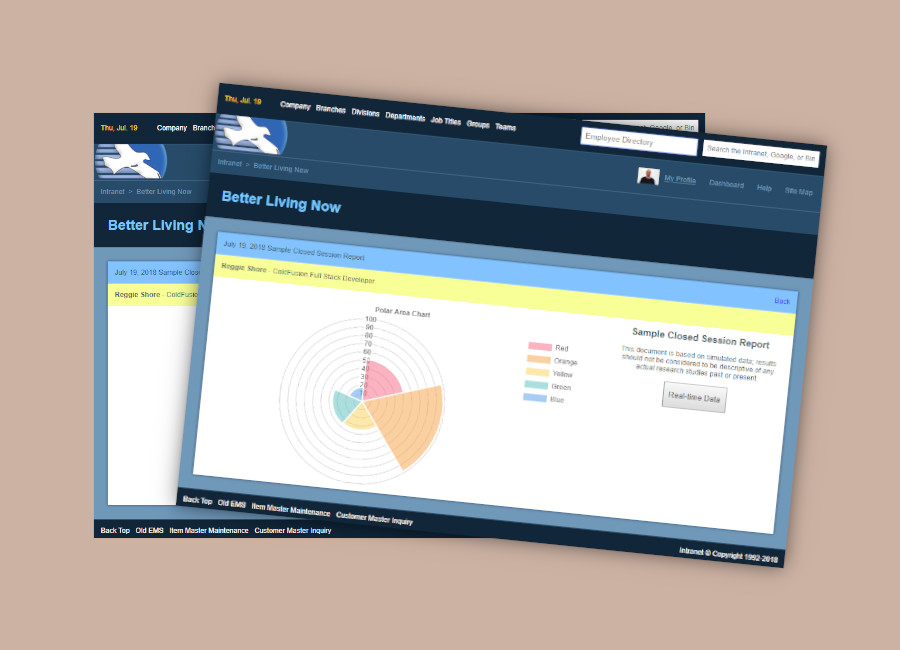 Thu, Jul. 19
Company Branch
Intranet > Better Living Now
Better Living N
July 19, 2018 Sample Clos
Reggie Shore - ColdFusio
Back Top Old EMS Item Master Maintenance Customer Master Inquiry
Thu, Jul. 19
Company Branches Divisions Departments Job Titles Groups Teams
Employee Directory
Search the Intranet, Google, or Bin
Intranet > Better Living Now
My Profile Dashboard Help Site Map
Better Living Now
July 19, 2018 Sample Closed Session Report
Back
Reggie Shore - ColdFusion Full Stack Developer
Polar Area Chart
100
90
80
70
60
50
40
30
20
10
Red
Orange
Yellow
Green
Blue
Sample Closed Session Report
This document is based on simulated data; results
should not be considered to be descriptive of any
actual research studies past or present.
Real-time Data
Back Top Old EMS Item Master Maintenance Customer Master Inquiry
Intranet © Copyright 1992-2018